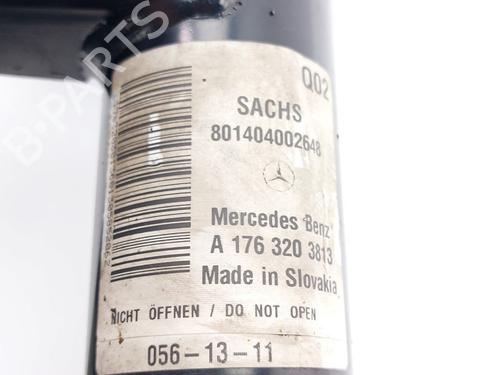 Q02
SACHS
801404002648
Mercedes Benz
A 176 320 3813
Made in Slovakia
NICHT ÖFFNEN / DO NOT OPEN
056-13-11
B-PARTS